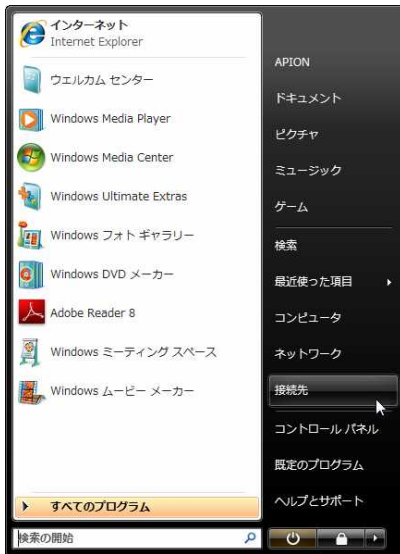 インターネット
Internet Explorer
ウエルカム センター
Windows Media Player
Windows Media Center
Windows Ultimate Extras
Windows フォト ギャラリー
Windows DVD メーカー
Adobe Reader 8
Windows ミーティング スペース
Windows ムービー メーカー
すべてのプログラム
検索の開始
APION
ドキュメント
ピクチャ
ミュージック
ゲーム
検索
最近使った項目
コンピュータ
ネットワーク
接続先
コントロール パネル
既定のプログラム
ヘルプとサポート